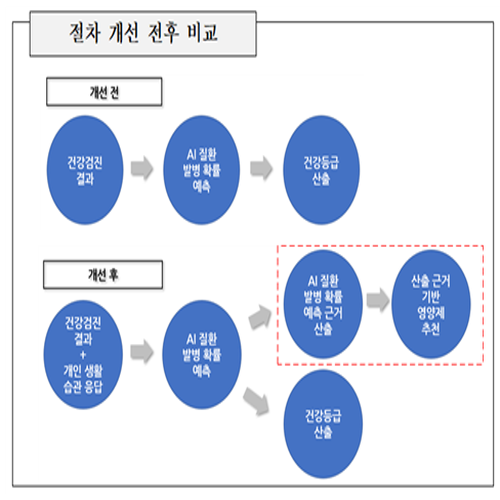 절차 개선 전후 비교
개선 전
건강검진
결과
AI 질환
발병 확률
예측
건강등급
산출
개선 후
건강검진
결과
+
개인 생활
습관 응답
AI 질환
발병 확률
예측
AI 질환
발병 확률
예측 근거
산출
산출 근거
기반
영양제
추천
건강등급
산출